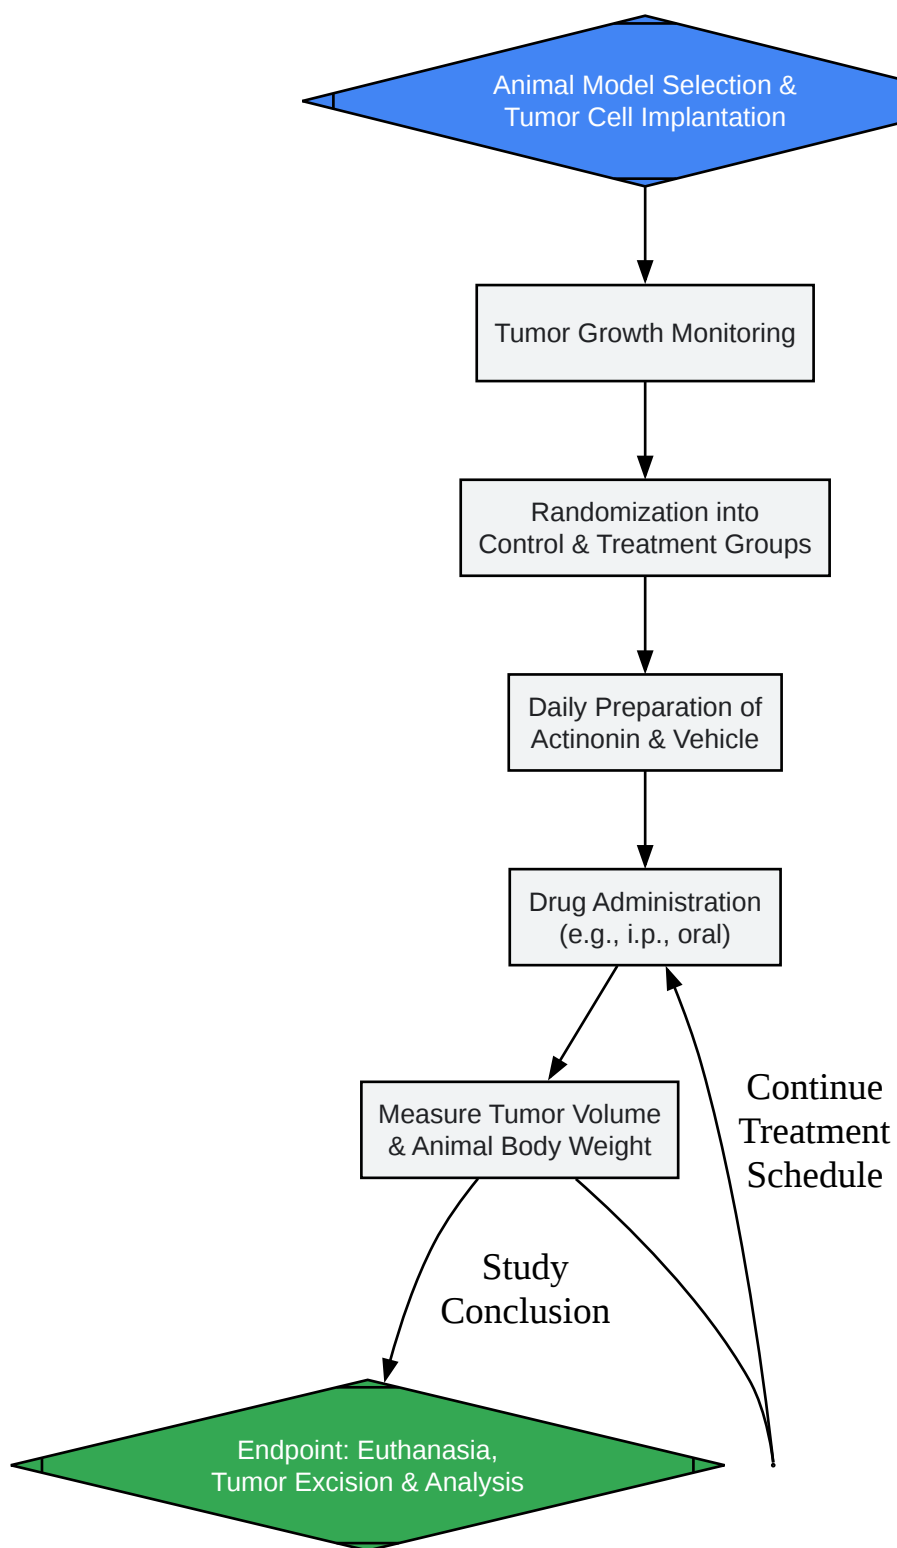 Animal Model Selection &
Tumor Cell Implantation
Tumor Growth Monitoring
Randomization into
Control & Treatment Groups
Daily Preparation of
Actinonin & Vehicle
Drug Administration
(e.g., i.p., oral)
Measure Tumor Volume
& Animal Body Weight
Continue
Treatment
Schedule
Study
Conclusion
Endpoint: Euthanasia,
Tumor Excision & Analysis